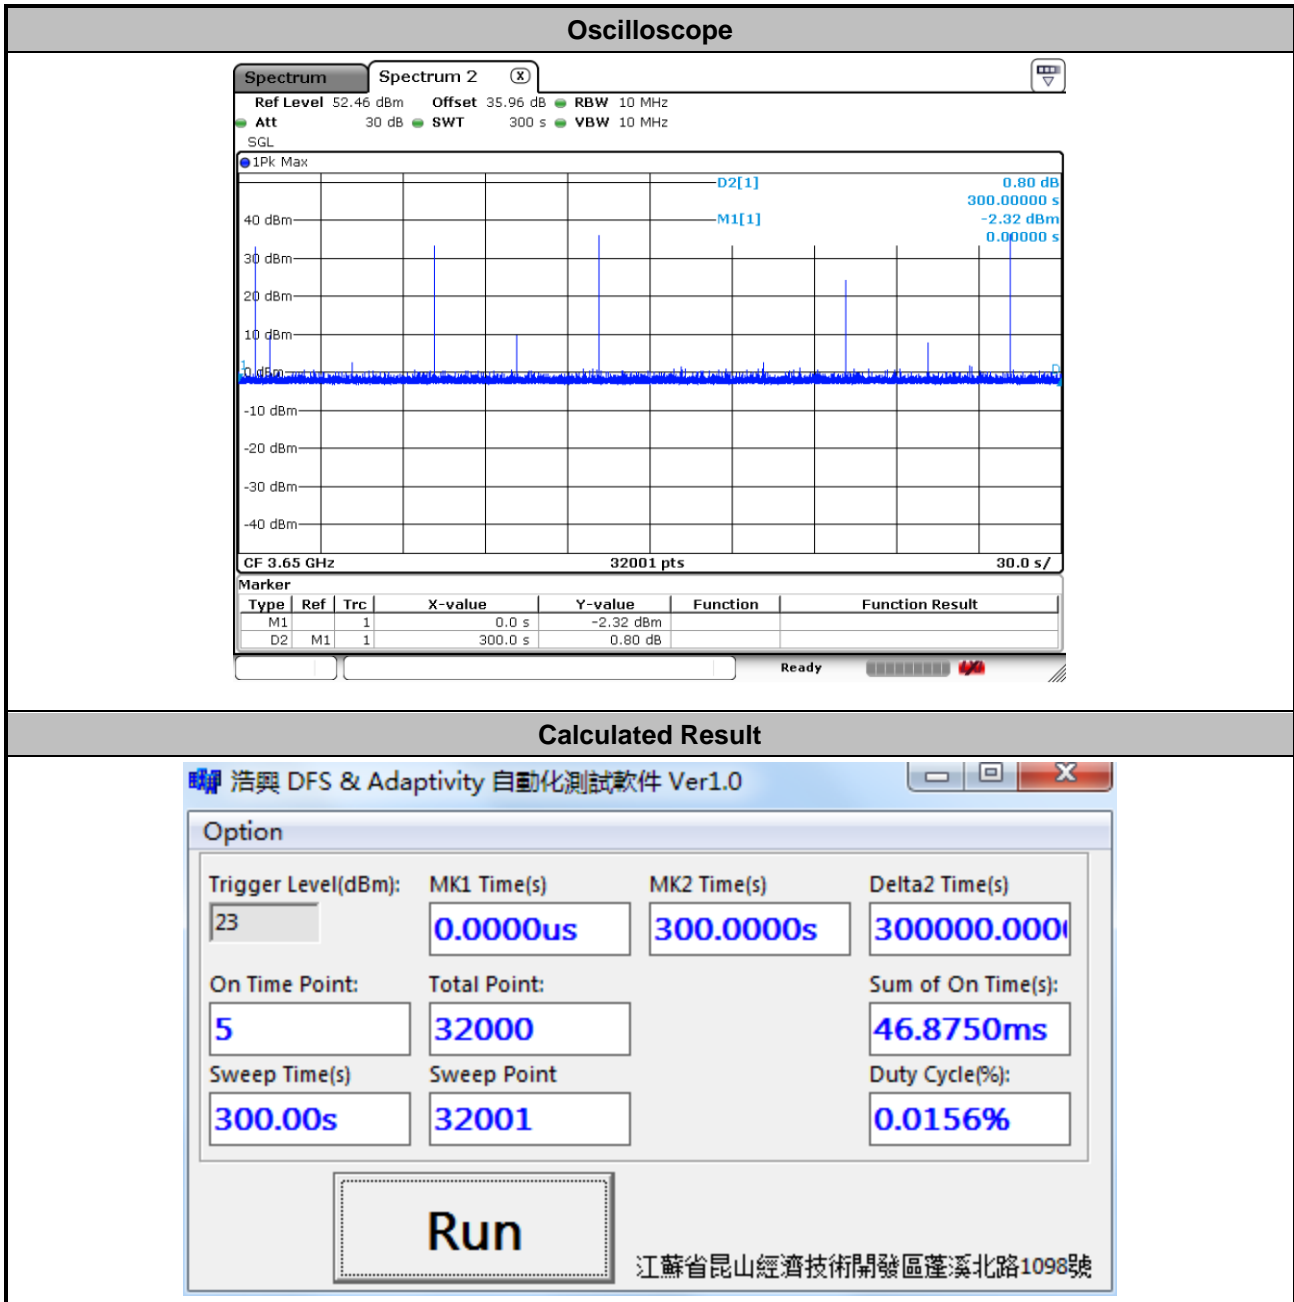 Oscilloscope
Spectrum
Spectrum 2
Ref Level 52.46 dBm Offset 35.96 dB RBW 10 MHz
Att 30 dB SWT 300 s VBW 10 MHz
SGL
1Pk Max
D2[1] 0.80 dB
300.00000 s
40 dBm M1[1] -2.32 dBm
0.00000 s
30 dBm
20 dBm
10 dBm
1
0 dBm
-10 dBm
-20 dBm
-30 dBm
-40 dBm
CF 3.65 GHz 32001 pts 30.0 s/
Marker
Type Ref Trc X-value Y-value Function Function Result
M1 1 0.0 s -2.32 dBm
D2 M1 1 300.0 s 0.80 dB
Ready
Calculated Result
浩興 DFS & Adaptivity 自動化測試軟件 Ver1.0
Option
Trigger Level(dBm): MK1 Time(s) MK2 Time(s) Delta2 Time(s)
23 0.0000us 300.0000s 300000.000
On Time Point: Total Point: Sum of On Time(s):
5 32000 46.8750ms
Sweep Time(s) Sweep Point Duty Cycle(%):
300.00s 32001 0.0156%
Run
江蘇省昆山經濟技術開發區蓬溪北路1098號